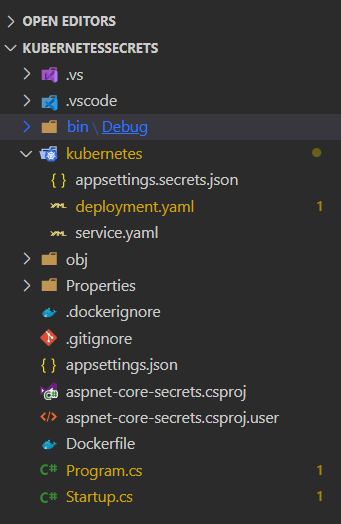 OPEN EDITORS
KUBERNETESSECRETS
.vs
.vscode
bin \ Debug
kubernetes
{ } appsettings.secrets.json
YML deployment.yaml 1
YML service.yaml
obj
Properties
.dockerignore
.gitignore
{ } appsettings.json
aspnet-core-secrets.csproj
</> aspnet-core-secrets.csproj.user
Dockerfile
C# Program.cs 1
C# Startup.cs 1